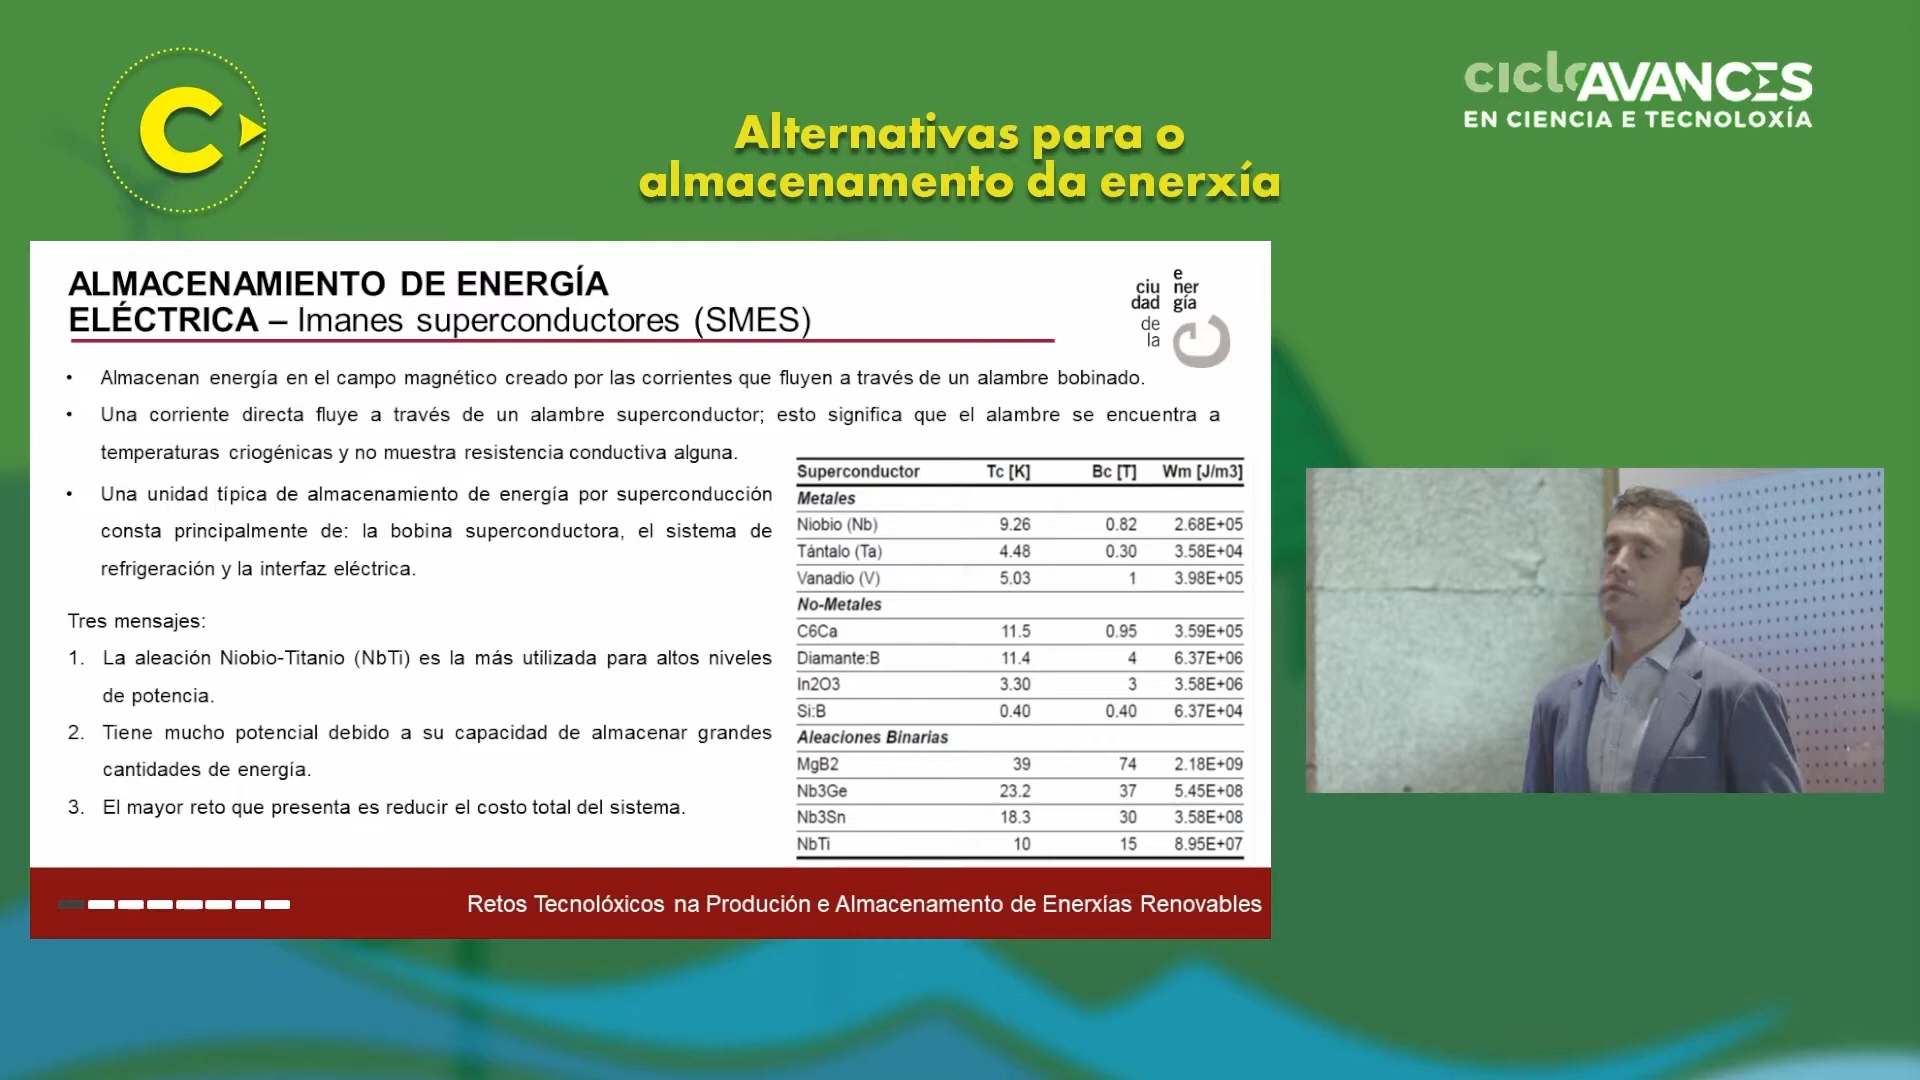 C
cicloAVANCES
EN CIENCIA E TECNOLOXÍA
Alternativas para o
almacenamento da enerxía
ALMACENAMIENTO DE ENERGÍA
ELÉCTRICA – Imanes superconductores (SMES)
ciudad de la energía
• Almacenan energía en el campo magnético creado por las corrientes que fluyen a través de un alambre bobinado.
• Una corriente directa fluye a través de un alambre superconductor; esto significa que el alambre se encuentra a
temperaturas criogénicas y no muestra resistencia conductiva alguna.
• Una unidad típica de almacenamiento de energía por superconducción
consta principalmente de: la bobina superconductora, el sistema de
refrigeración y la interfaz eléctrica.
Tres mensajes:
1. La aleación Niobio-Titanio (NbTi) es la más utilizada para altos niveles
de potencia.
2. Tiene mucho potencial debido a su capacidad de almacenar grandes
cantidades de energía.
3. El mayor reto que presenta es reducir el costo total del sistema.
Superconductor Tc [K] Bc [T] Wm [J/m3]
Metales
Niobio (Nb) 9.26 0.82 2.68E+05
Tántalo (Ta) 4.48 0.30 3.58E+04
Vanadio (V) 5.03 1 3.98E+05
No-Metales
C6Ca 11.5 0.95 3.59E+05
Diamante:B 11.4 4 6.37E+06
In2O3 3.30 3 3.58E+06
Si:B 0.40 0.40 6.37E+04
Aleaciones Binarias
MgB2 39 74 2.18E+09
Nb3Ge 23.2 37 5.45E+08
Nb3Sn 18.3 30 3.58E+08
NbTi 10 15 8.95E+07
Retos Tecnolóxicos na Produción e Almacenamento de Enerxías Renovables